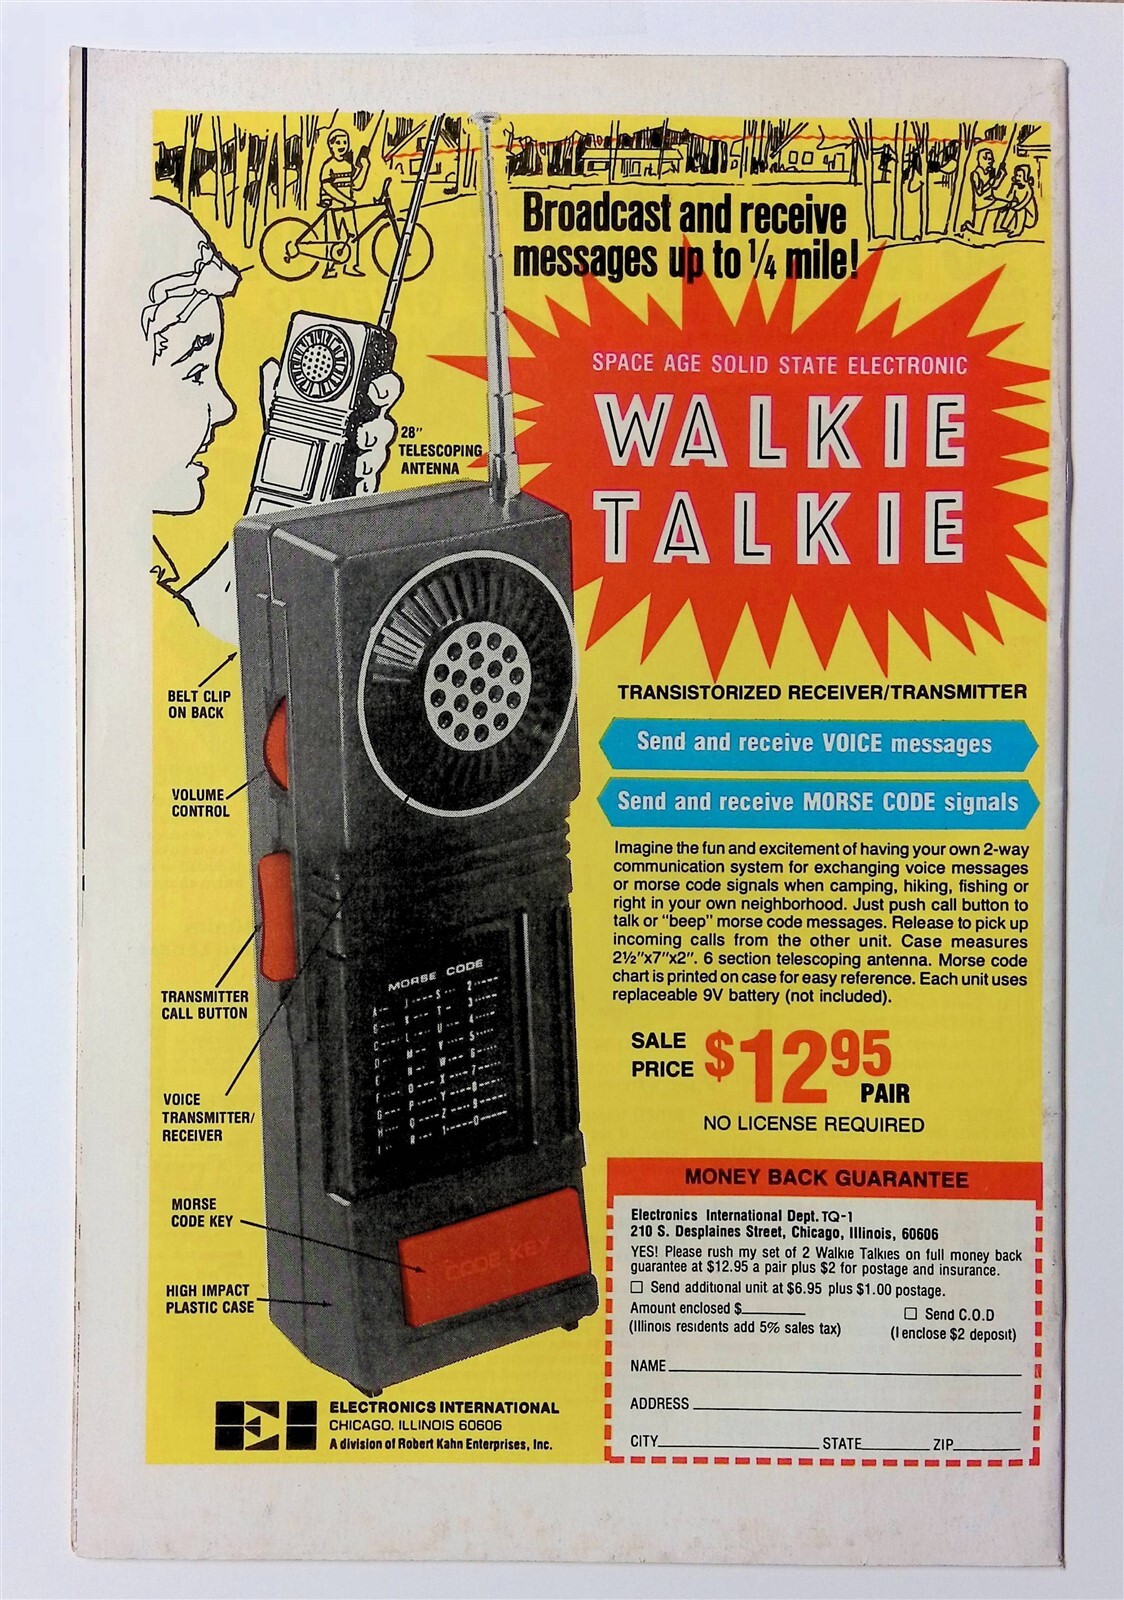 Broadcast and receive
messages up to 1/4 mile!
SPACE AGE SOLID STATE ELECTRONIC
WALKIE
TALKIE
28"
TELESCOPING
ANTENNA
BELT CLIP
ON BACK
VOLUME
CONTROL
TRANSMITTER
CALL BUTTON
VOICE
TRANSMITTER/
RECEIVER
MORSE
CODE KEY
HIGH IMPACT
PLASTIC CASE
MORSE CODE
CODE KEY
TRANSISTORIZED RECEIVER/TRANSMITTER
Send and receive VOICE messages
Send and receive MORSE CODE signals
Imagine the fun and excitement of having your own 2-way
communication system for exchanging voice messages
or morse code signals when camping, hiking, fishing or
right in your own neighborhood. Just push call button to
talk or "beep" morse code messages. Release to pick up
incoming calls from the other unit. Case measures
2½"x7"x2". 6 section telescoping antenna. Morse code
chart is printed on case for easy reference. Each unit uses
replaceable 9V battery (not included).
SALE
PRICE $12 95
PAIR
NO LICENSE REQUIRED
MONEY BACK GUARANTEE
Electronics International Dept. TQ-1
210 S. Desplaines Street, Chicago, Illinois, 60606
YES! Please rush my set of 2 Walkie Talkies on full money back
guarantee at $12.95 a pair plus $2 for postage and insurance.
☐ Send additional unit at $6.95 plus $1.00 postage.
Amount enclosed $________ ☐ Send C.O.D
(Illinois residents add 5% sales tax) (I enclose $2 deposit)
NAME
ADDRESS
CITY STATE ZIP
ELECTRONICS INTERNATIONAL
CHICAGO, ILLINOIS 60606
A division of Robert Kahn Enterprises, Inc.